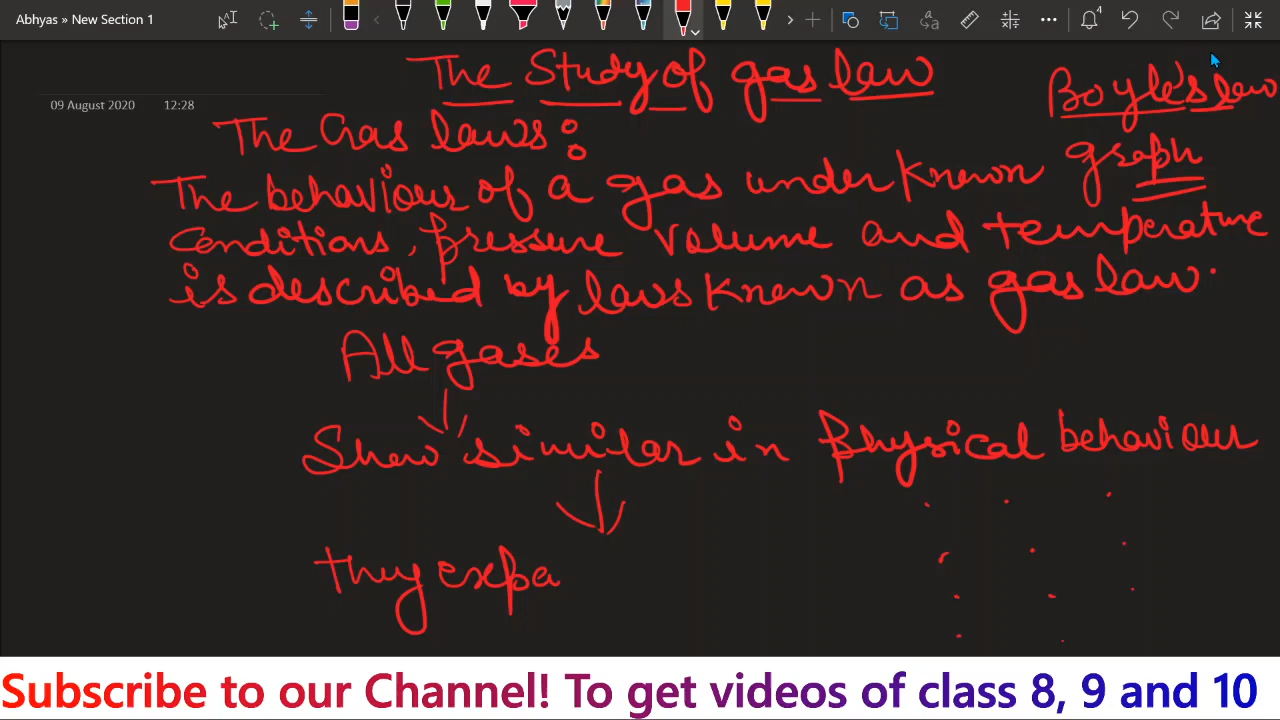 Abhyas » New Section 1
4
The Study of gas law
Boyle's law
09 August 2020 12:28
The Gas laws:
graph
The behaviour of a gas under known
conditions, pressure volume and temperature
is described by laws known as gas law.
All gases
Show similar in Physical behaviour
thuy expa
Subscribe to our Channel! To get videos of class 8, 9 and 10